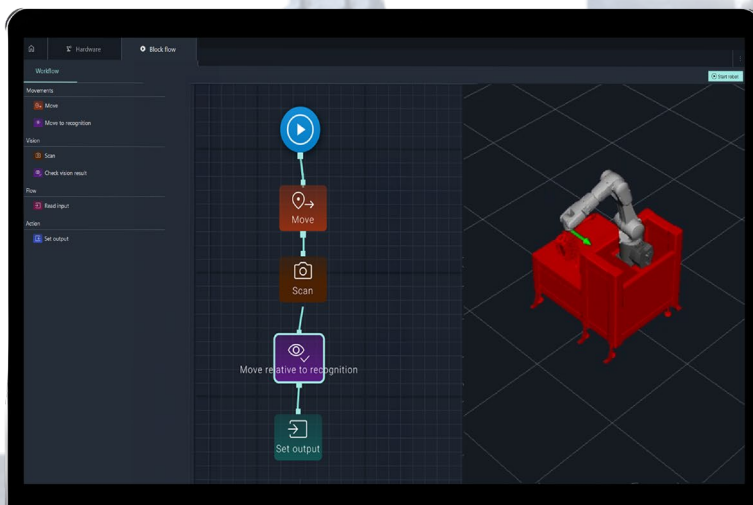 Hardware
Block flow
Workflow
Start robot
Movements
Move
Move to recognition
Vision
Scan
Check vision result
Flow
Read input
Action
Set output
Move
Scan
Move relative to recognition
Set output